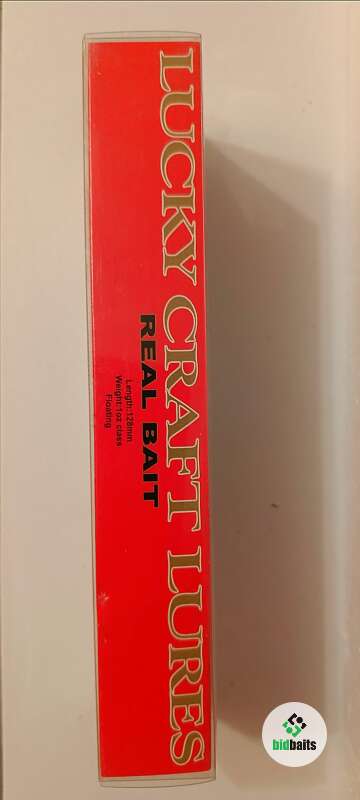 LUCKY CRAFT LURES
REAL BAIT
Length:128mm
Weight:1oz class
Floating
bidbaits